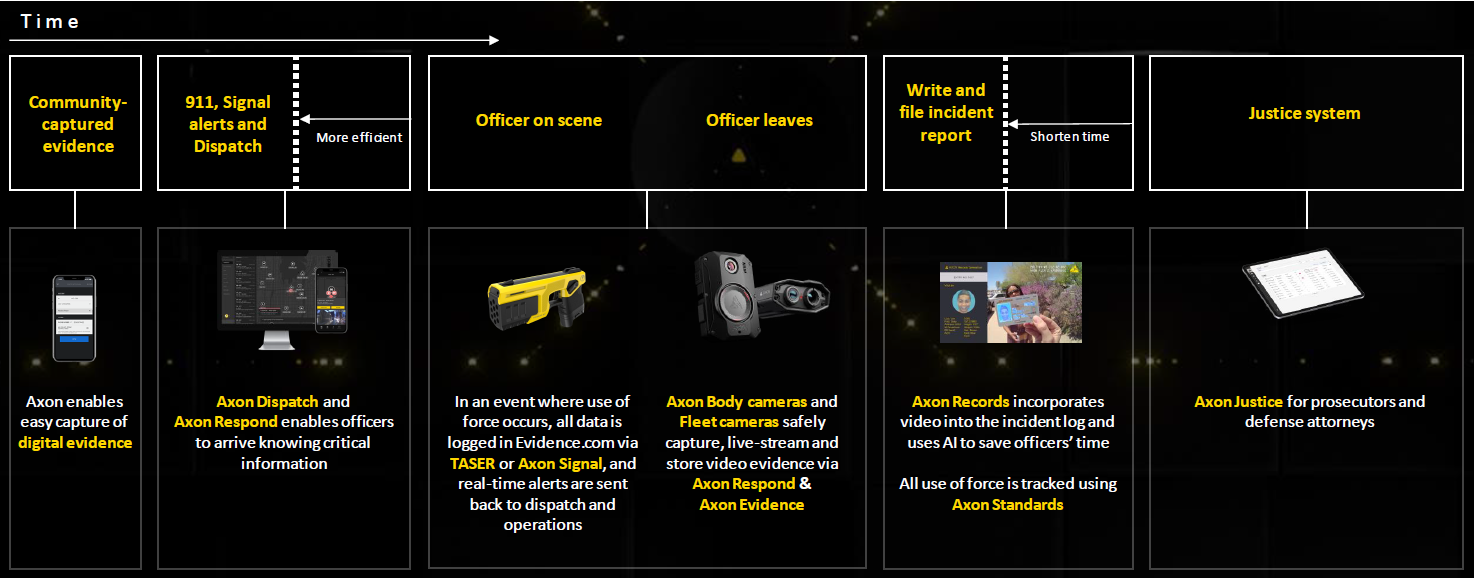 Time
Community-
captured
evidence
911, Signal
alerts and
Dispatch
More efficient
Officer on scene
Officer leaves
Write and
file incident
report
Shorten time
Justice system
Axon enables
easy capture of
digital evidence
Axon Dispatch and
Axon Respond enables officers
to arrive knowing critical
information
In an event where use of
force occurs, all data is
logged in Evidence.com via
TASER or Axon Signal, and
real-time alerts are sent
back to dispatch and
operations
Axon Body cameras and
Fleet cameras safely
capture, live-stream and
store video evidence via
Axon Respond &
Axon Evidence
Axon Records incorporates
video into the incident log and
uses AI to save officers’ time
All use of force is tracked using
Axon Standards
Axon Justice for prosecutors and
defense attorneys